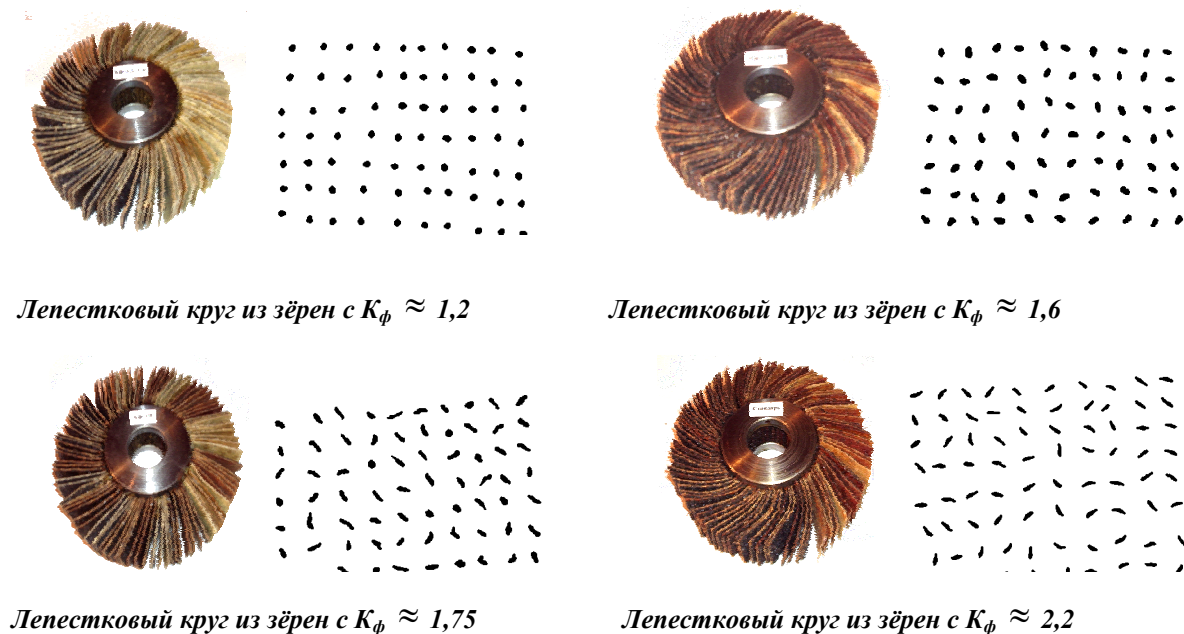 Лепестковый круг из зёрен с Кф ≈ 1,2
Лепестковый круг из зёрен с Кф ≈ 1,6
Лепестковый круг из зёрен с Кф ≈ 1,75
Лепестковый круг из зёрен с Кф ≈ 2,2